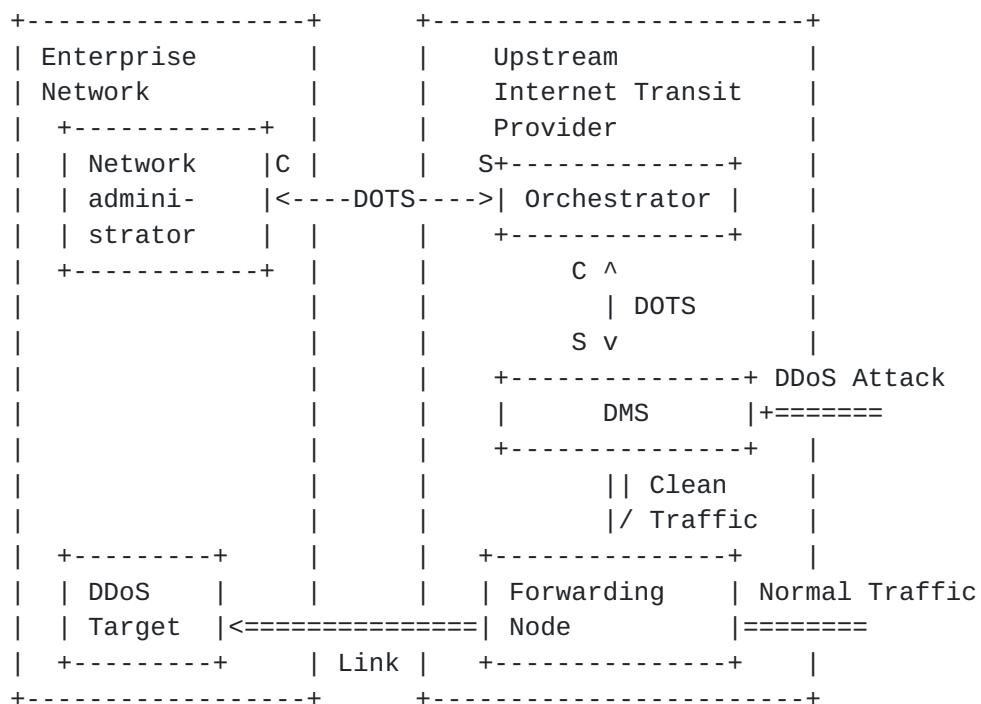 +------------------+      +------------------------+
| Enterprise       |      |    Upstream            |
| Network          |      |    Internet Transit    |
|  +------------+  |      |    Provider            |
|  | Network    |C |      |   S+--------------+    |
|  | admini-    |<----DOTS---->| Orchestrator |    |
|  | strator    |  |      |    +--------------+    |
|  +------------+  |      |         C ^            |
|                  |      |           | DOTS       |
|                  |      |         S v            |
|                  |      |    +---------------+ DDoS Attack
|                  |      |    |      DMS      |+=======
|                  |      |    +---------------+   |
|                  |      |           || Clean     |
|                  |      |           |/ Traffic   |
|  +---------+     |      |   +---------------+    |
|  | DDoS    |     |      |   | Forwarding    | Normal Traffic
|  | Target  |<===============| Node          |========
|  +---------+     | Link |   +---------------+    |
+------------------+      +------------------------+